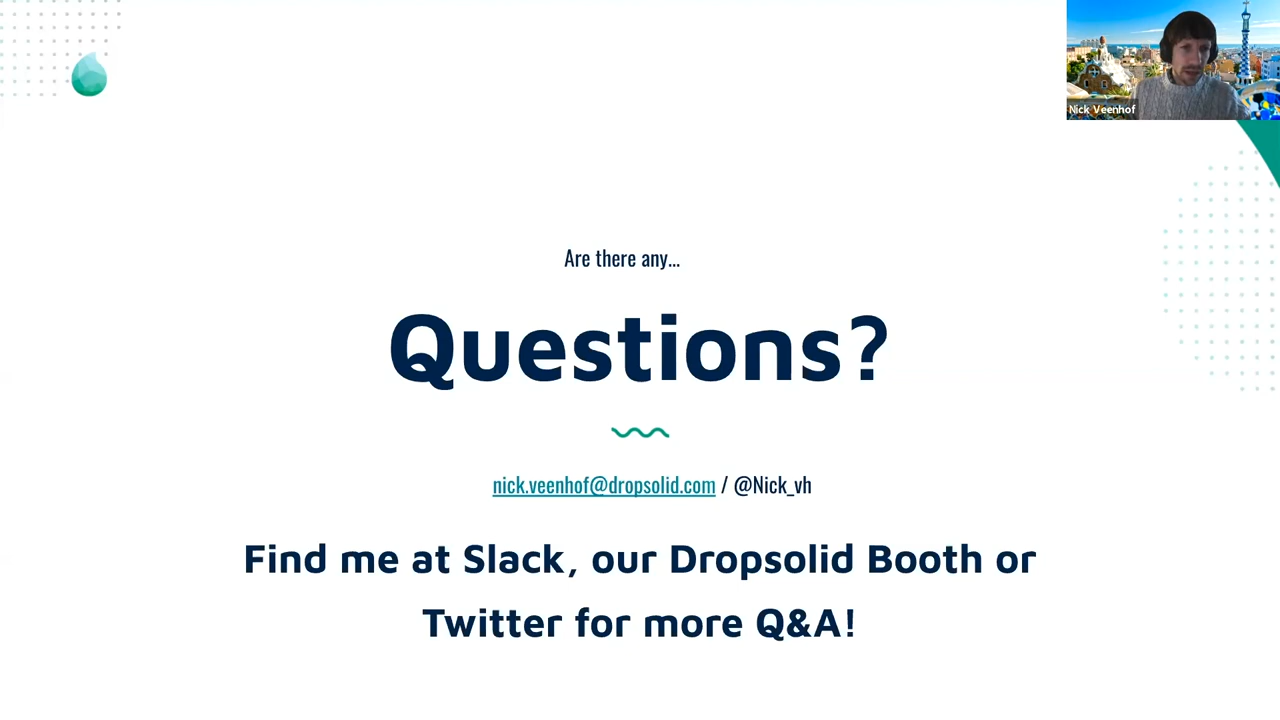 Nick Veenhof
Are there any...
Questions?
nick.veenhof@dropsolid.com / @Nick_vh
Find me at Slack, our Dropsolid Booth or
Twitter for more Q&A!